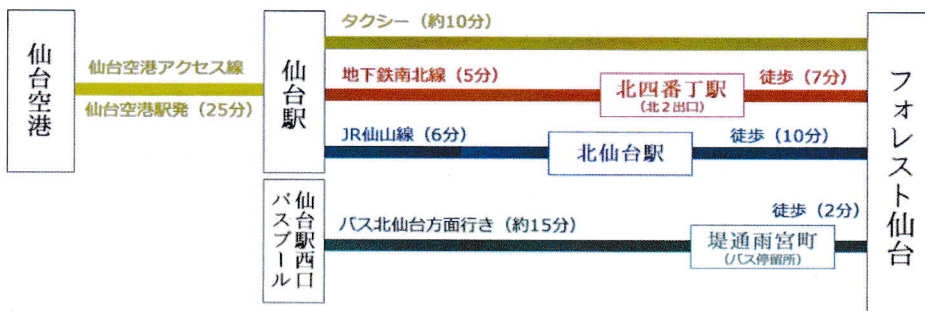 仙台空港
仙台空港アクセス線
仙台空港駅発（25分）
仙台駅
タクシー（約10分）
地下鉄南北線（5分）
北四番丁駅
（北２出口）
徒歩（7分）
JR仙山線（6分）
北仙台駅
徒歩（10分）
仙台駅西口
バスプール
バス北仙台方面行き（約15分）
堤通雨宮町
（バス停留所）
徒歩（2分）
フォレスト仙台